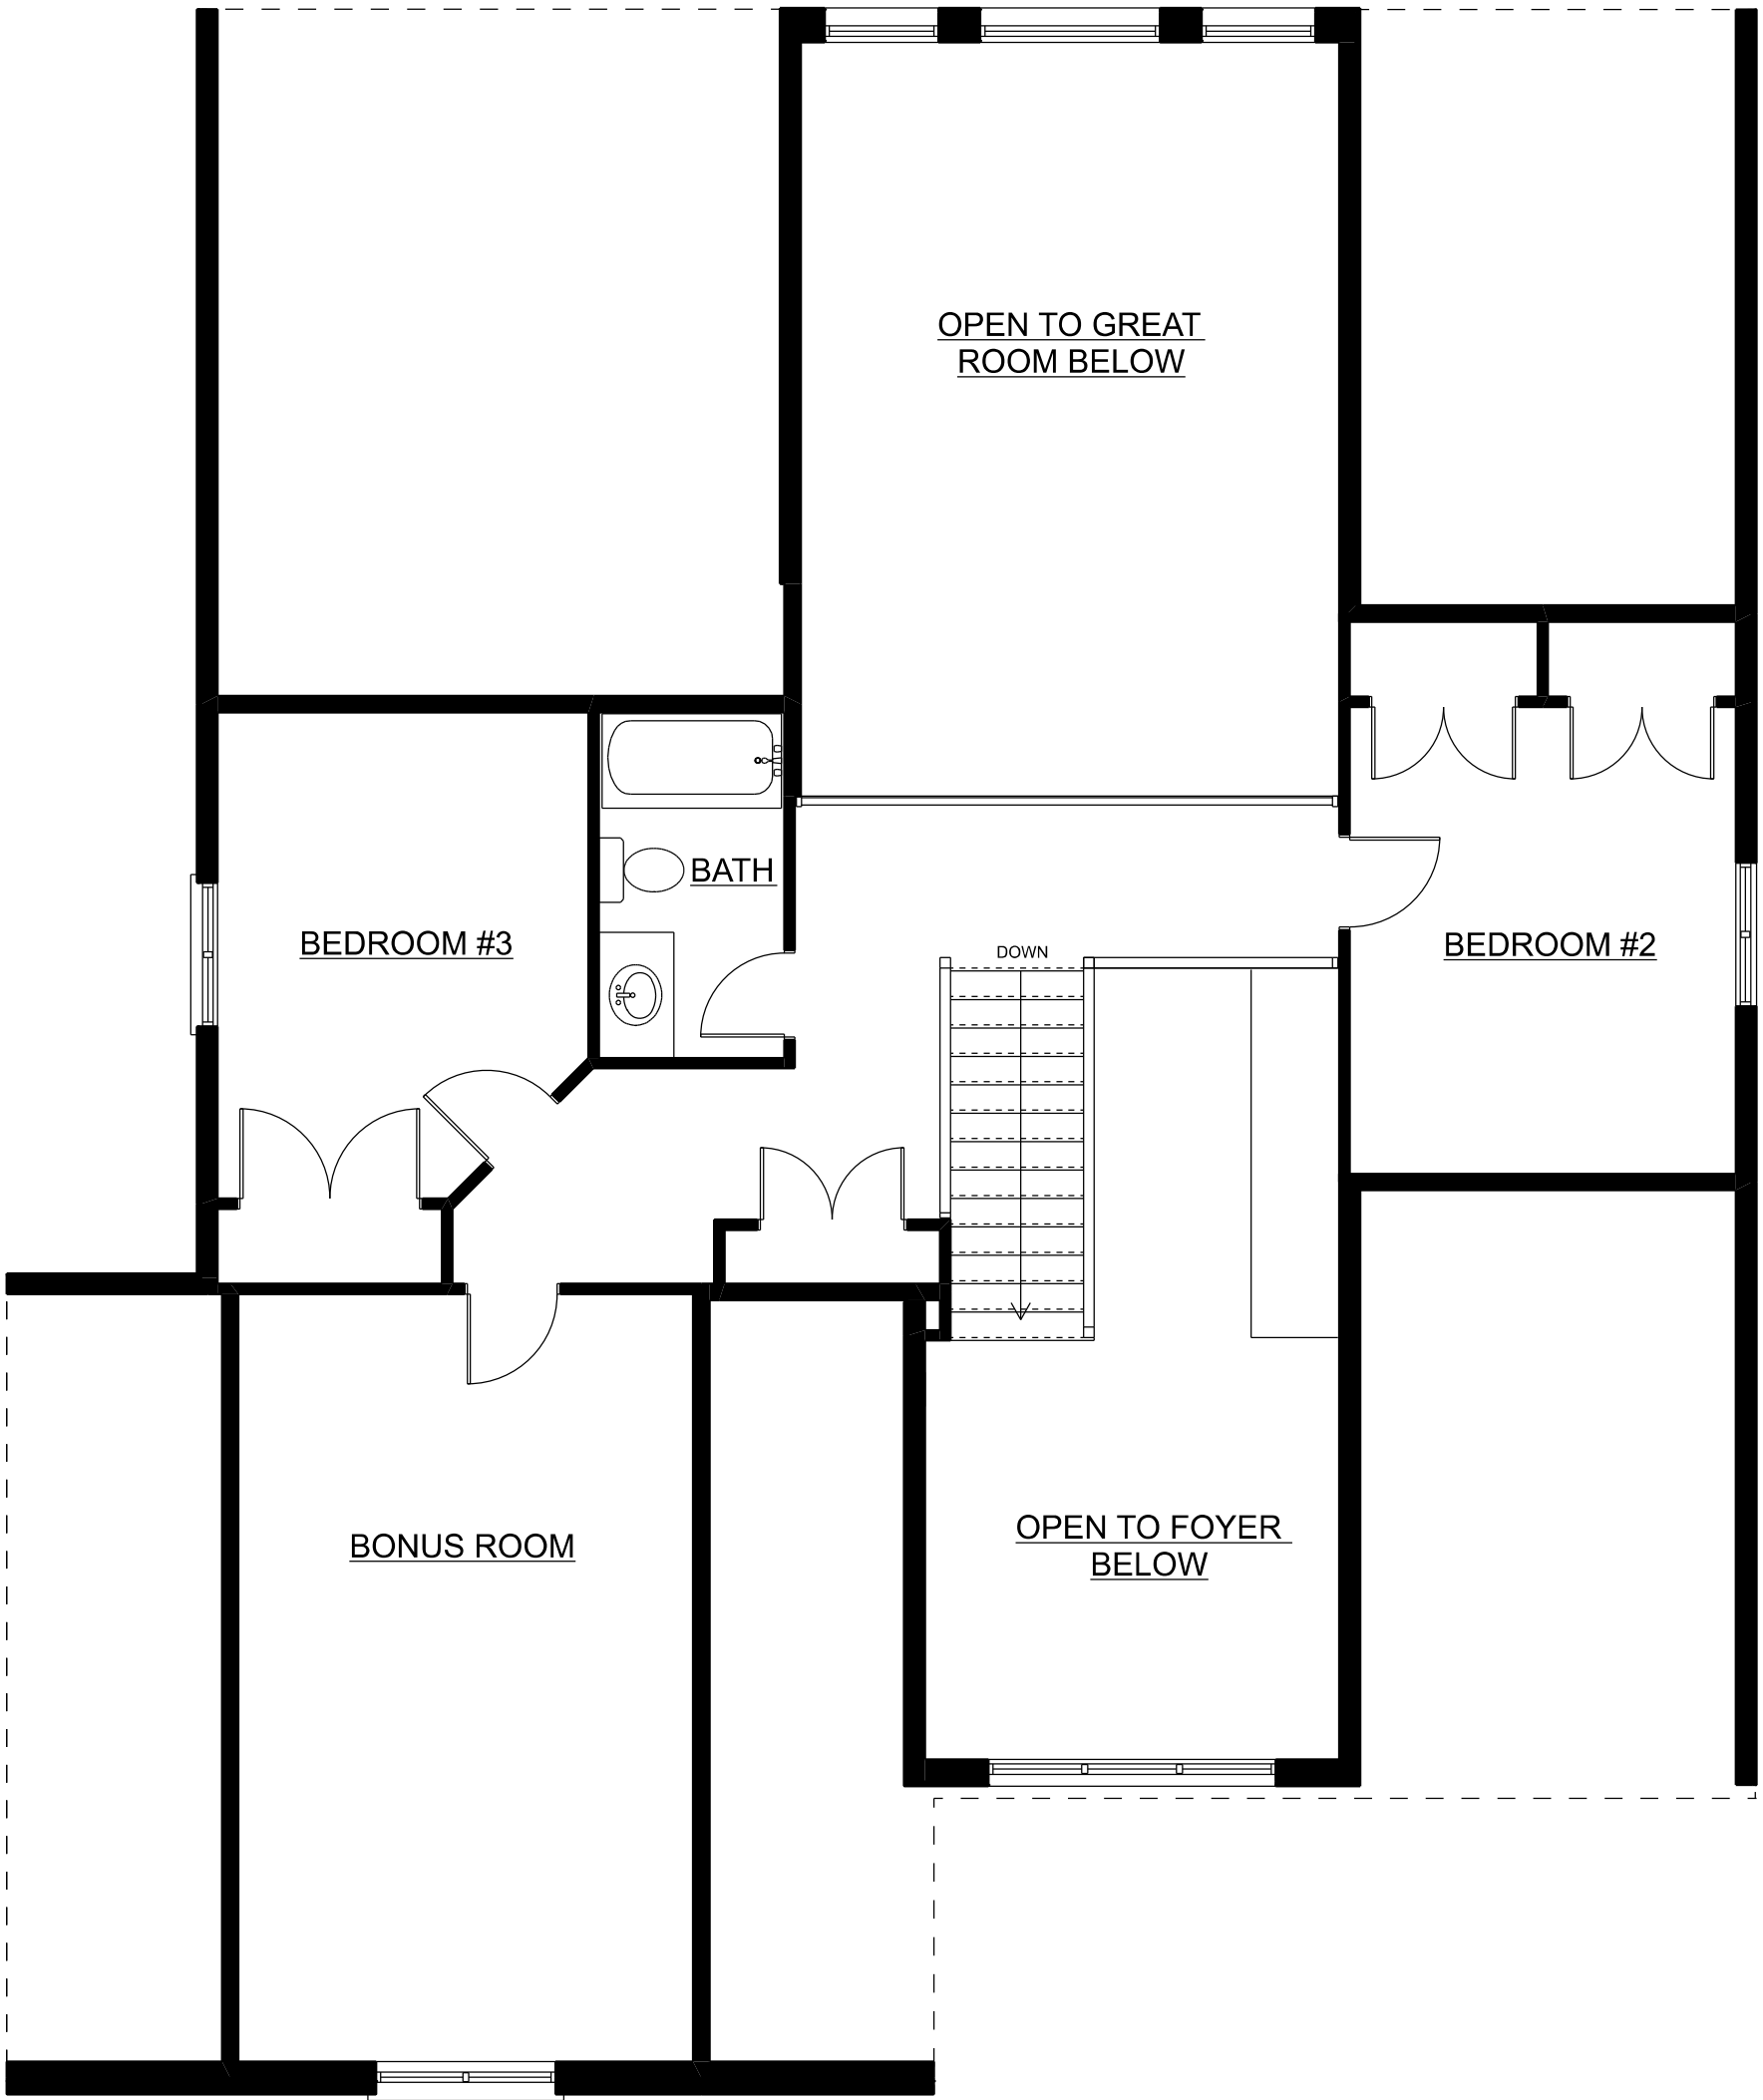 OPEN TO GREAT
ROOM BELOW
BATH
BEDROOM #3
DOWN
BEDROOM #2
BONUS ROOM
OPEN TO FOYER
BELOW